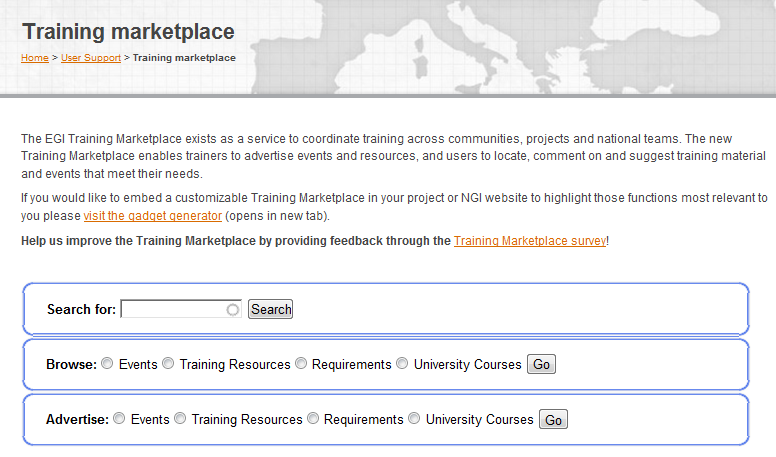 Training marketplace
Home > User Support > Training marketplace
The EGI Training Marketplace exists as a service to coordinate training across communities, projects and national teams. The new
Training Marketplace enables trainers to advertise events and resources, and users to locate, comment on and suggest training material
and events that meet their needs.
If you would like to embed a customizable Training Marketplace in your project or NGI website to highlight those functions most relevant to
you please visit the gadget generator (opens in new tab).
Help us improve the Training Marketplace by providing feedback through the Training Marketplace survey!
Search for: Search
Browse: Events Training Resources Requirements University Courses Go
Advertise: Events Training Resources Requirements University Courses Go